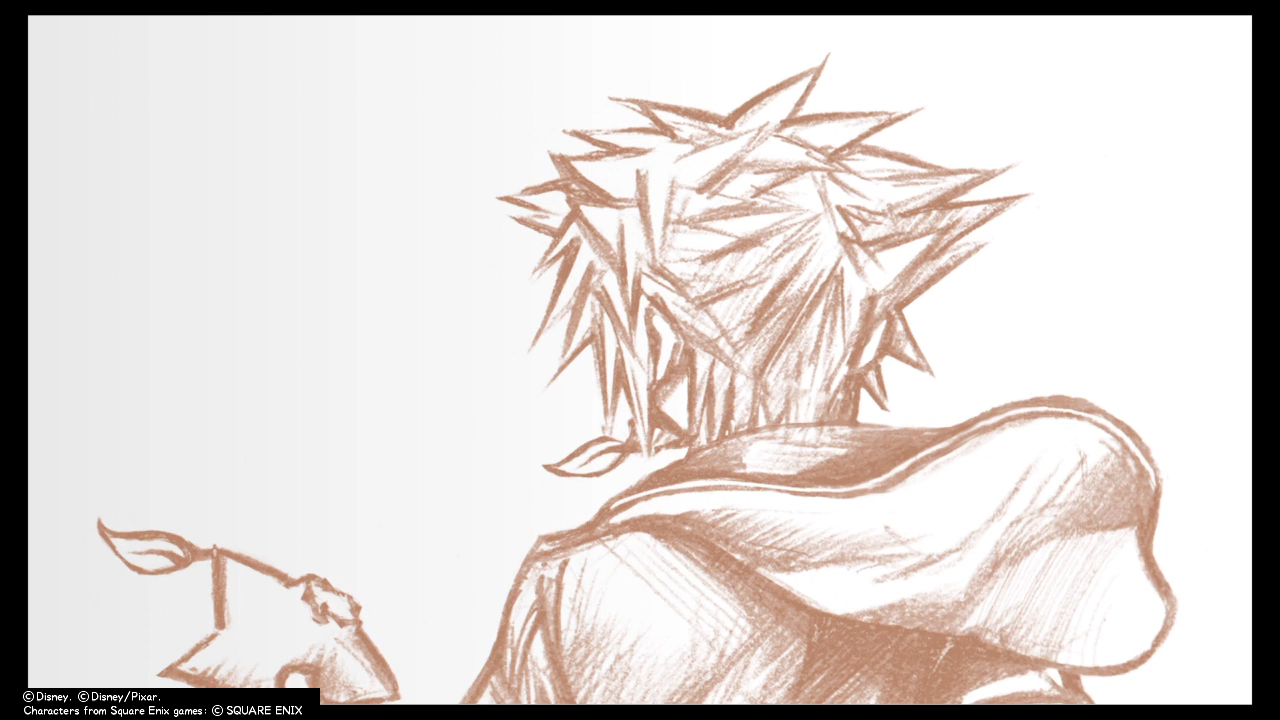 © Disney. © Disney/Pixar.
Characters from Square Enix games: © SQUARE ENIX